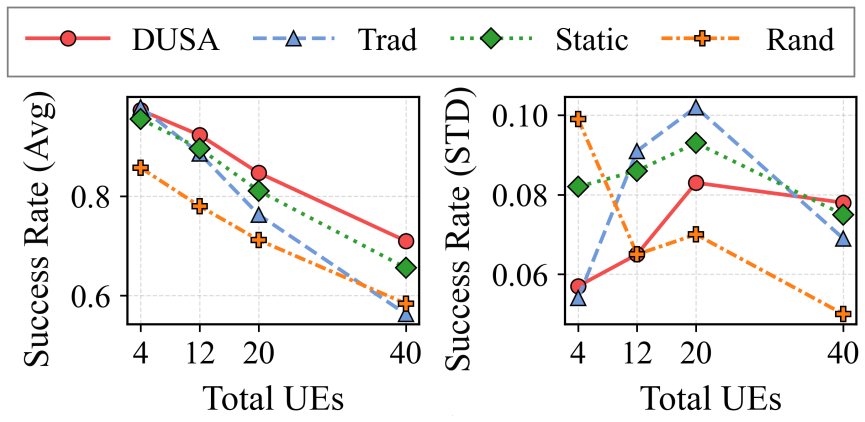 DUSA Trad Static Rand
Success Rate (Avg)
0.8
0.6
4 12 20 40
Total UEs
Success Rate (STD)
0.10
0.08
0.06
4 12 20 40
Total UEs